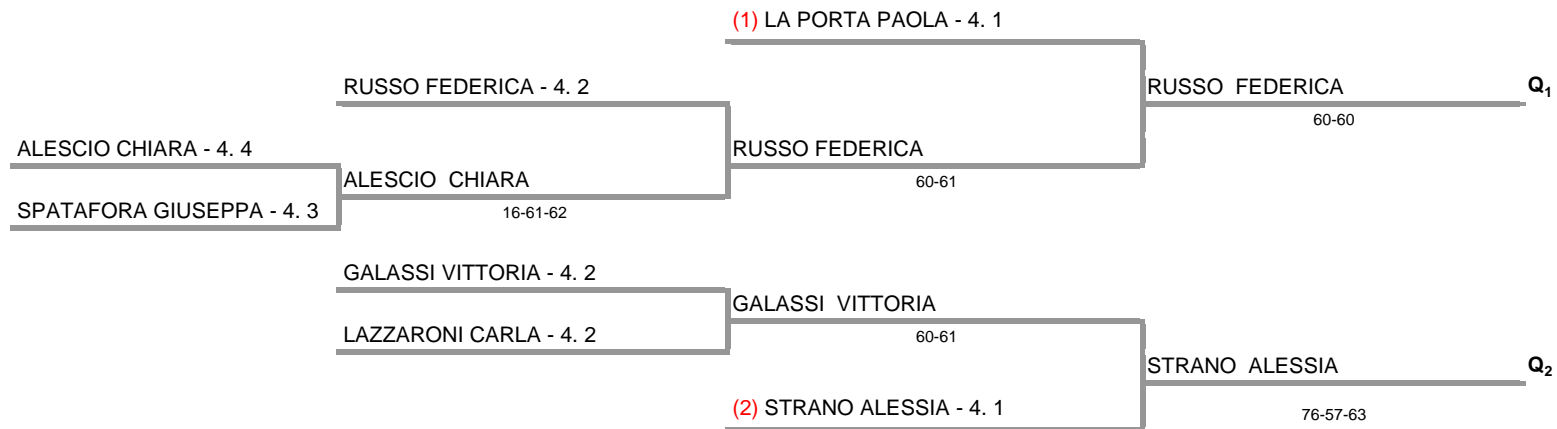 (1) LA PORTA PAOLA - 4. 1
RUSSO FEDERICA - 4. 2
RUSSO  FEDERICA
Q1
60-60
ALESCIO CHIARA - 4. 4
RUSSO FEDERICA
ALESCIO  CHIARA
60-61
SPATAFORA GIUSEPPA - 4. 3
16-61-62
GALASSI VITTORIA - 4. 2
GALASSI  VITTORIA
LAZZARONI CARLA - 4. 2
60-61
STRANO  ALESSIA
Q2
(2) STRANO ALESSIA - 4. 1
76-57-63